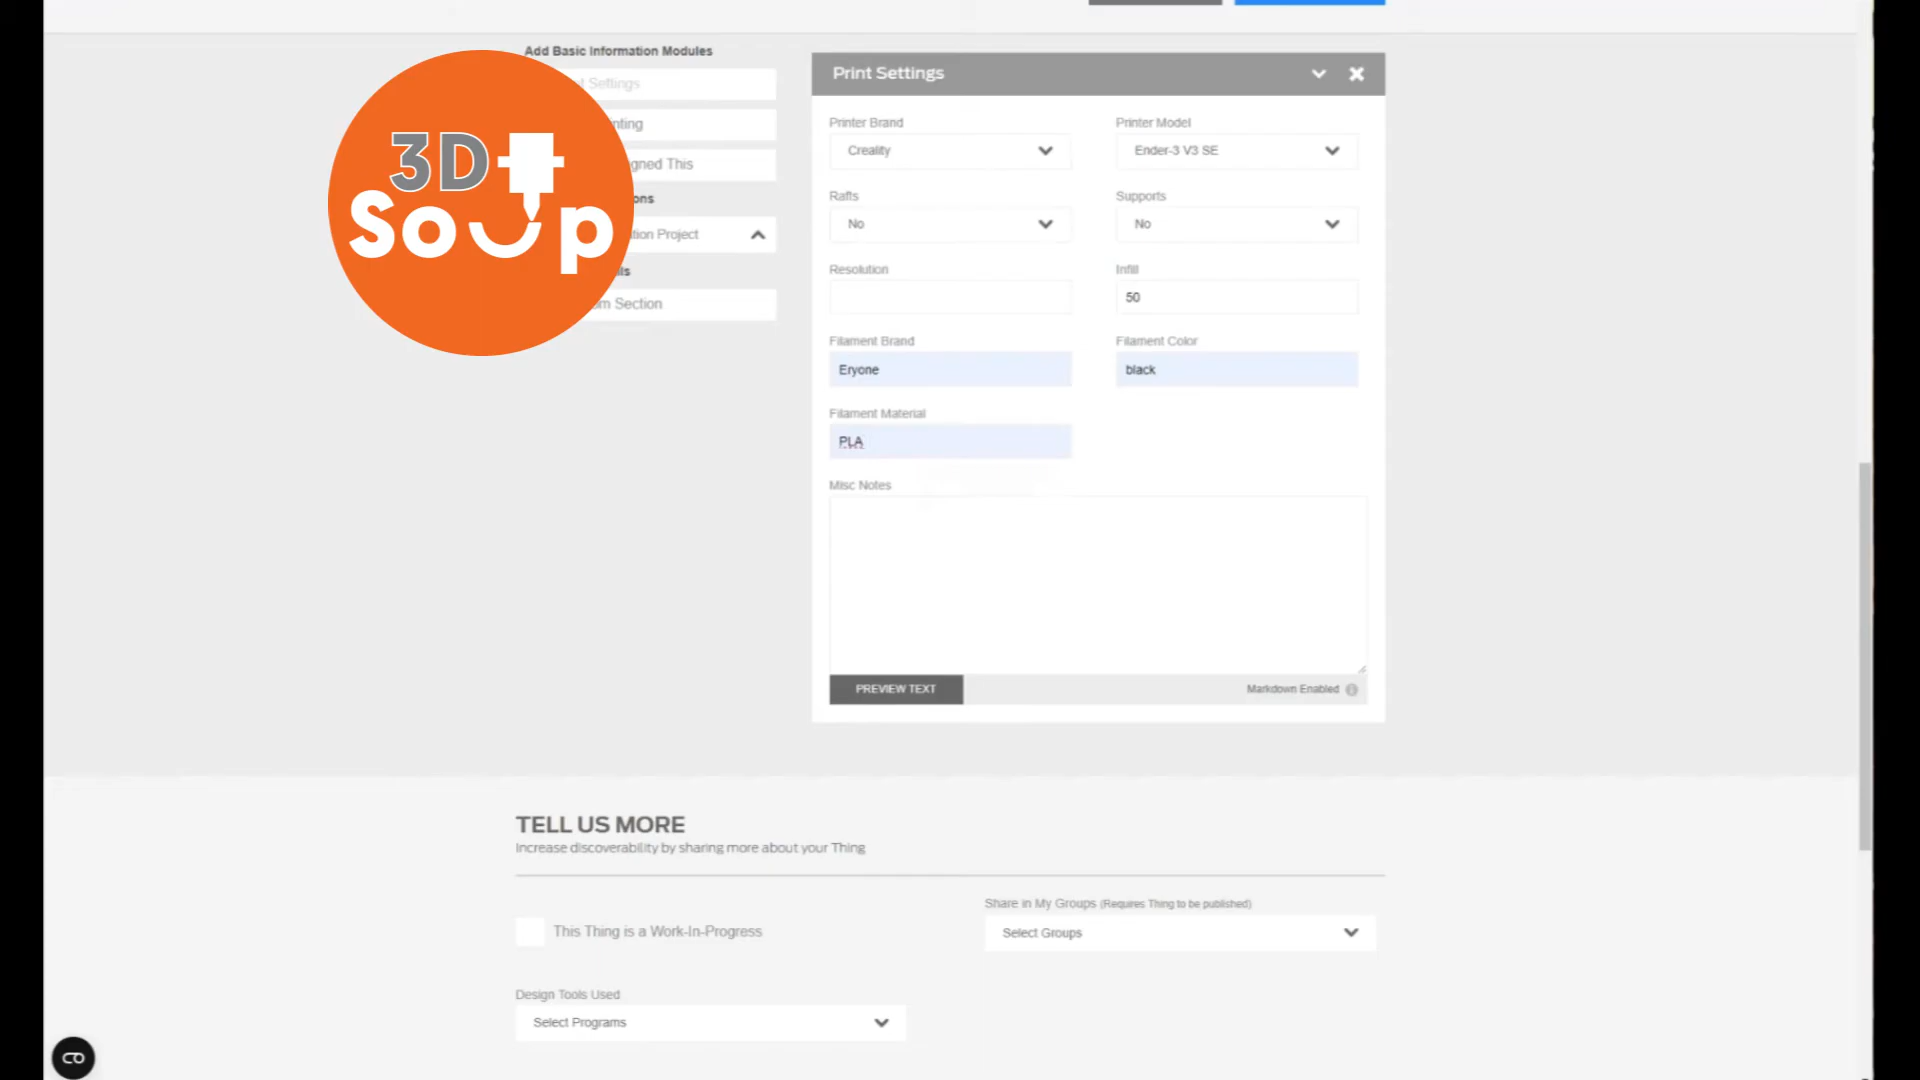 Add Basic Information Modules
Settings
nting
gned This
ons
tion Project
ils
m Section
3D
Soup
Print Settings
Printer Brand
Printer Model
Creality
Ender-3 V3 SE
Rafts
Supports
No
No
Resolution
Infill
50
Filament Brand
Filament Color
Eryone
black
Filament Material
PLA
Misc Notes
PREVIEW TEXT
Markdown Enabled
TELL US MORE
Increase discoverability by sharing more about your Thing
This Thing is a Work-In-Progress
Share in My Groups (Requires Thing to be published)
Select Groups
Design Tools Used
Select Programs